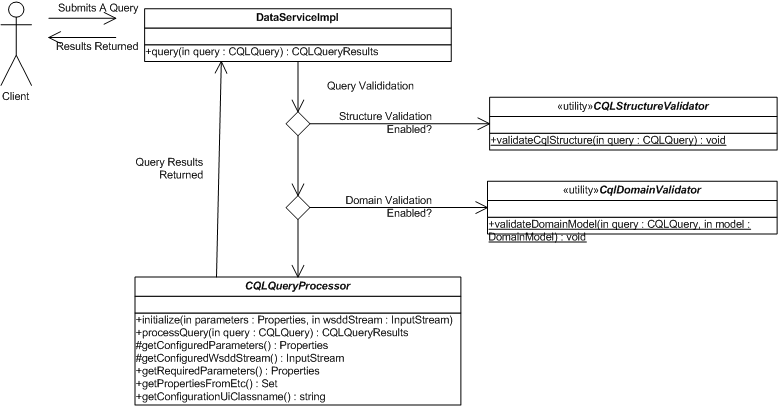 Submits A Query
Results Returned
Client
DataServiceImpl
+query(in query : CQLQuery) : CQLQueryResults
Query Valididation
Structure Validation
Enabled?
«utility»CQLStructureValidator
+validateCqlStructure(in query : CQLQuery) : void
Query Results
Returned
Domain Validation
Enabled?
«utility»CqlDomainValidator
+validateDomainModel(in query : CQLQuery, in model :
DomainModel) : void
CQLQueryProcessor
+initialize(in parameters : Properties, in wsddStream : InputStream)
+processQuery(in query : CQLQuery) : CQLQueryResults
#getConfiguredParameters() : Properties
#getConfiguredWsddStream() : InputStream
+getRequiredParameters() : Properties
+getPropertiesFromEtc() : Set
+getConfigurationUiClassname() : string